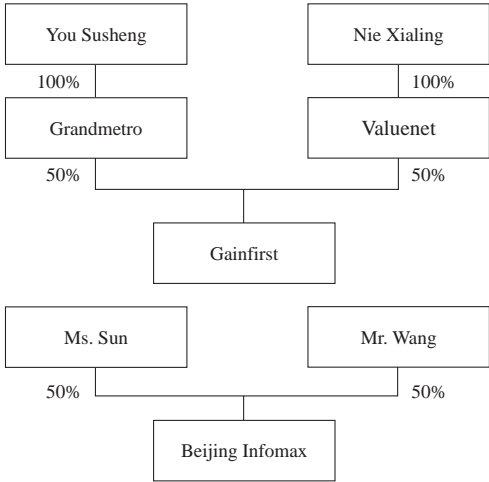 You Susheng
Nie Xialing
100%
100%
Grandmetro
Valuenet
50%
50%
Gainfirst
Ms. Sun
Mr. Wang
50%
50%
Beijing Infomax